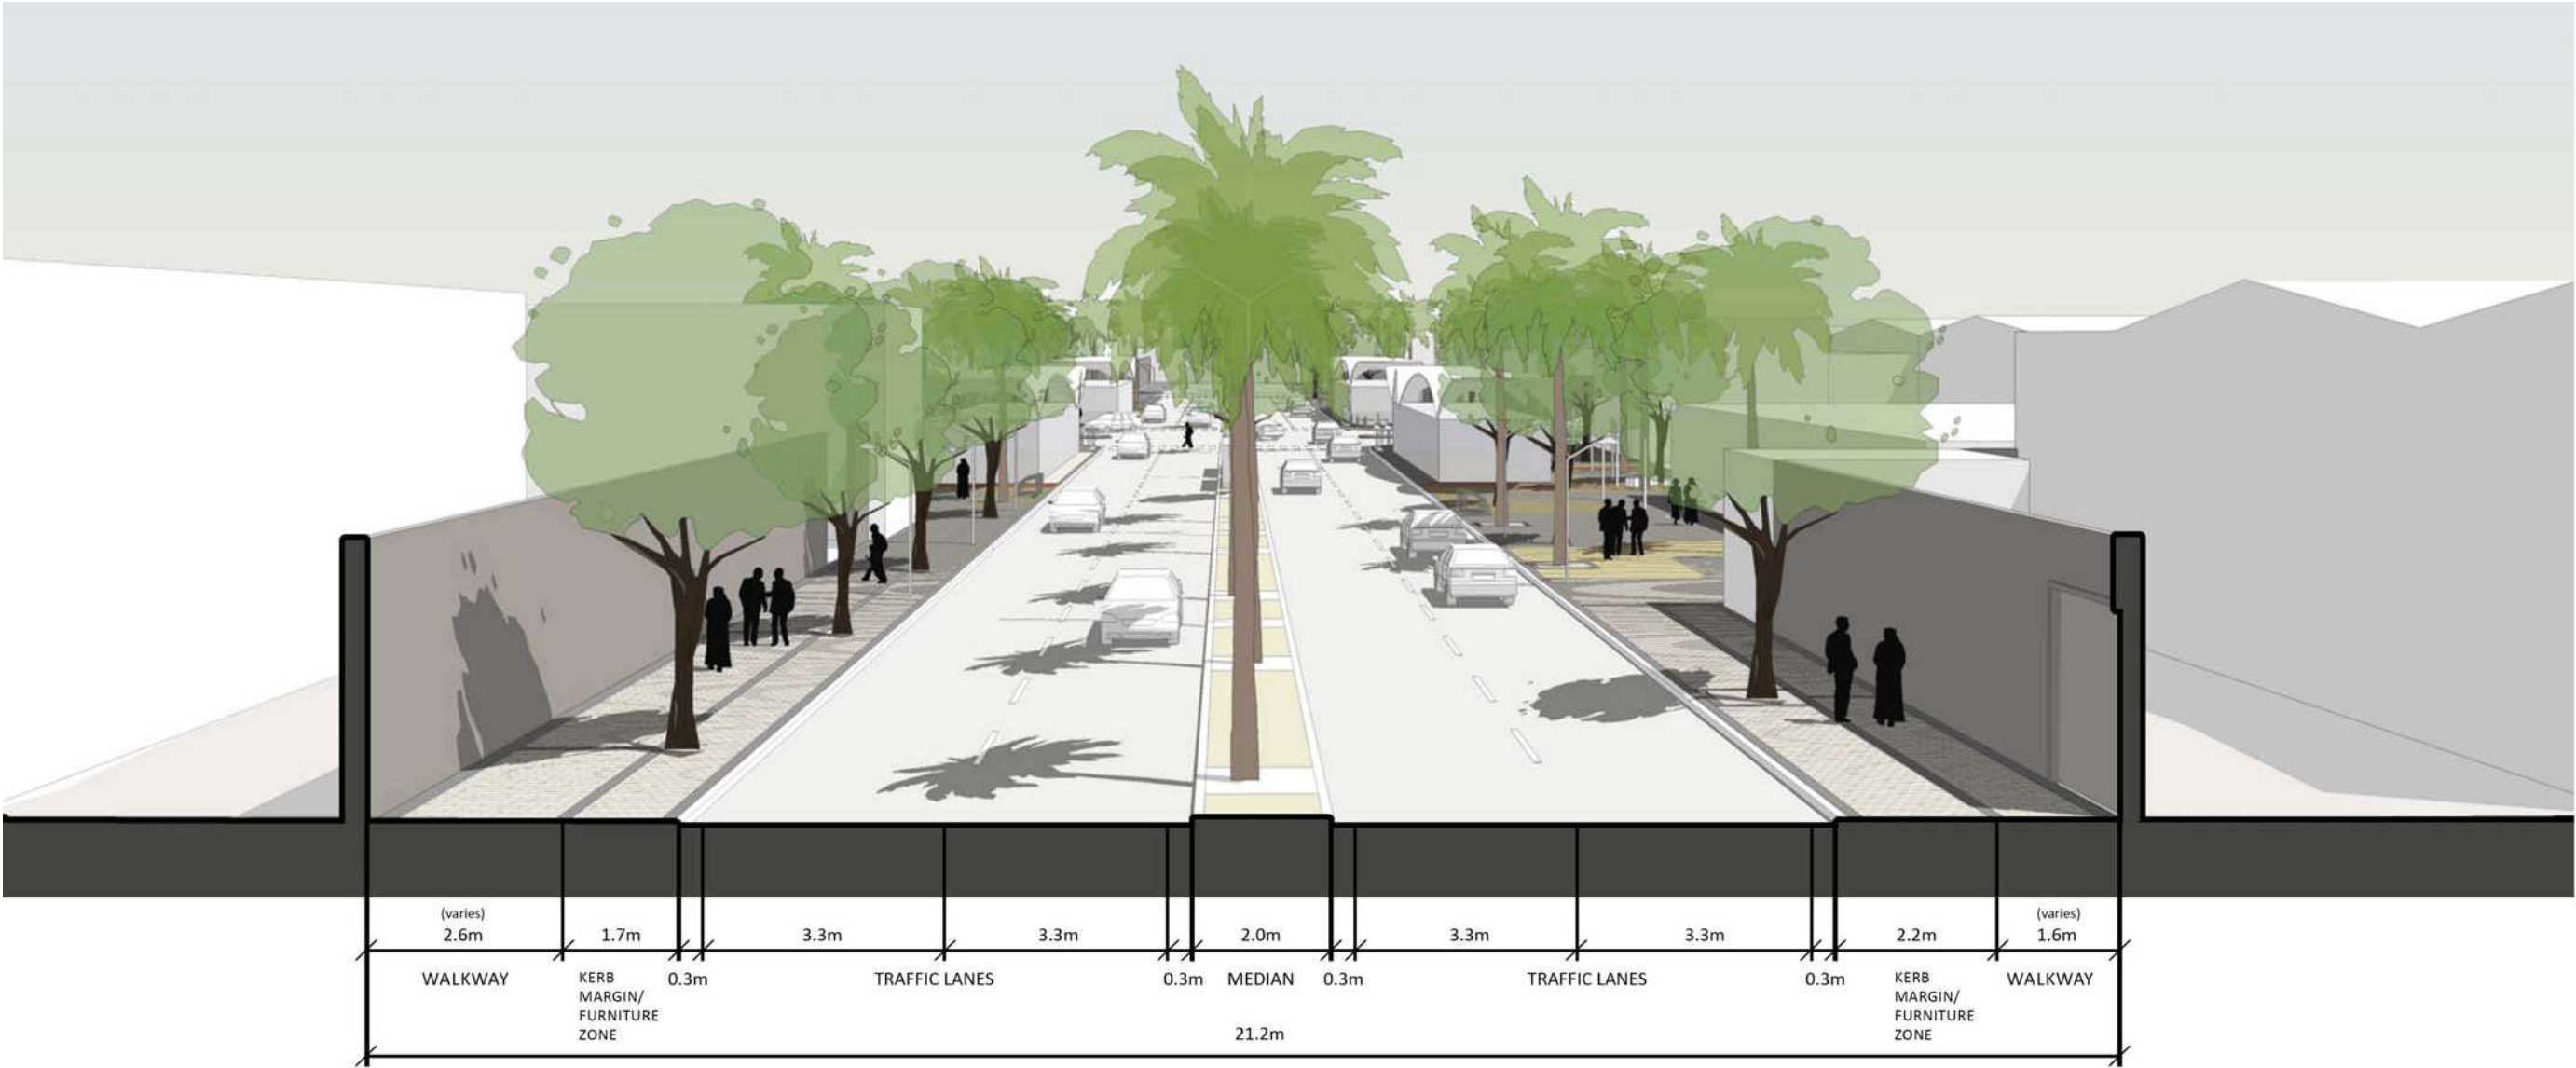 (varies)
(varies)
2.6m 1.7m 3.3m 3.3m 2.0m 3.3m 3.3m 2.2m 1.6m
WALKWAY KERB 0.3m TRAFFIC LANES 0.3m MEDIAN 0.3m TRAFFIC LANES 0.3m KERB WALKWAY
MARGIN/ MARGIN/
FURNITURE FURNITURE
ZONE ZONE
21.2m